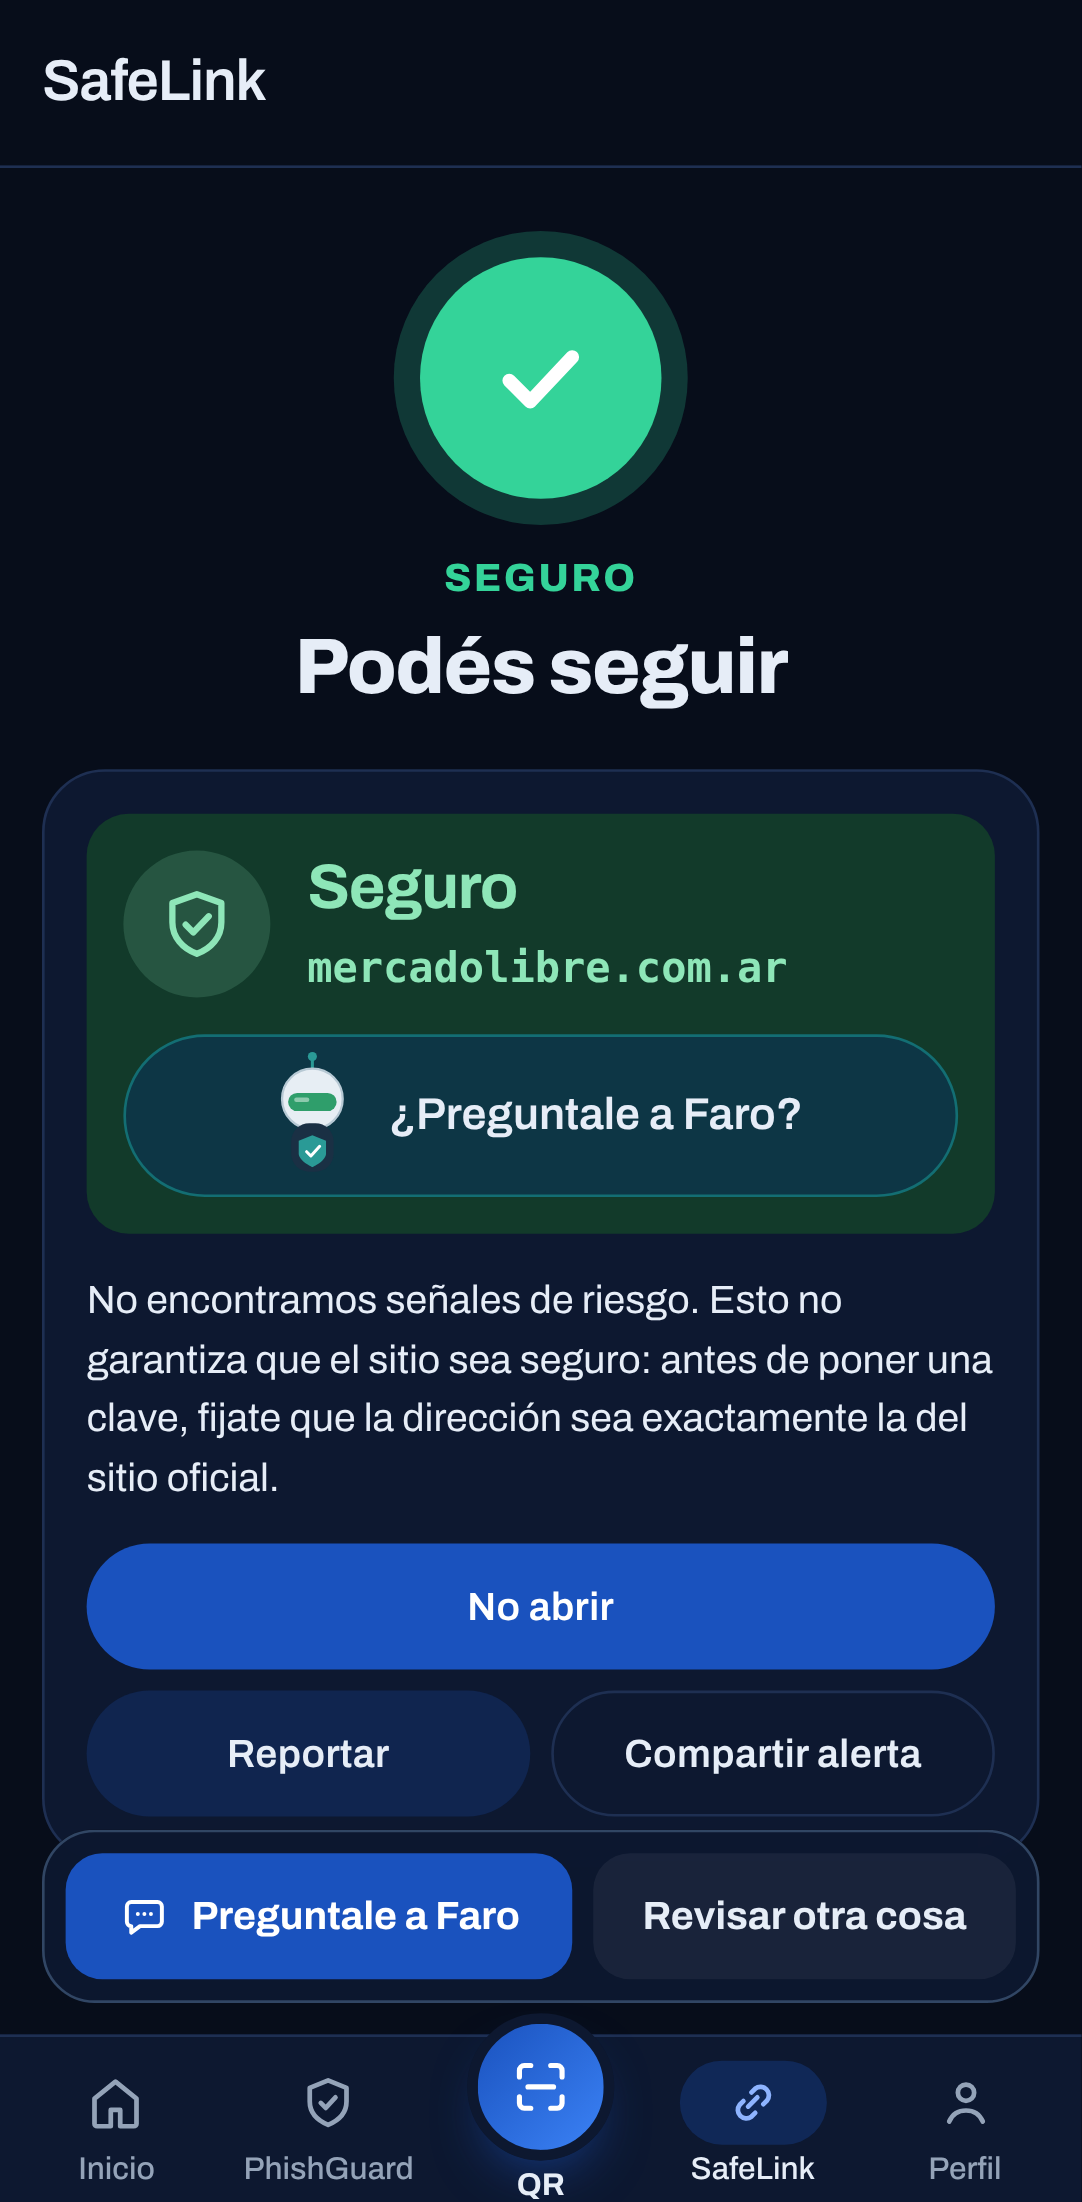 SafeLink
SEGURO
Podés seguir
Seguro
mercadolibre.com.ar
¿Preguntale a Faro?
No encontramos señales de riesgo. Esto no
garantiza que el sitio sea seguro: antes de poner una
clave, fijate que la dirección sea exactamente la del
sitio oficial.
No abrir
Reportar
Compartir alerta
Preguntale a Faro
Revisar otra cosa
Inicio
PhishGuard
QR
SafeLink
Perfil